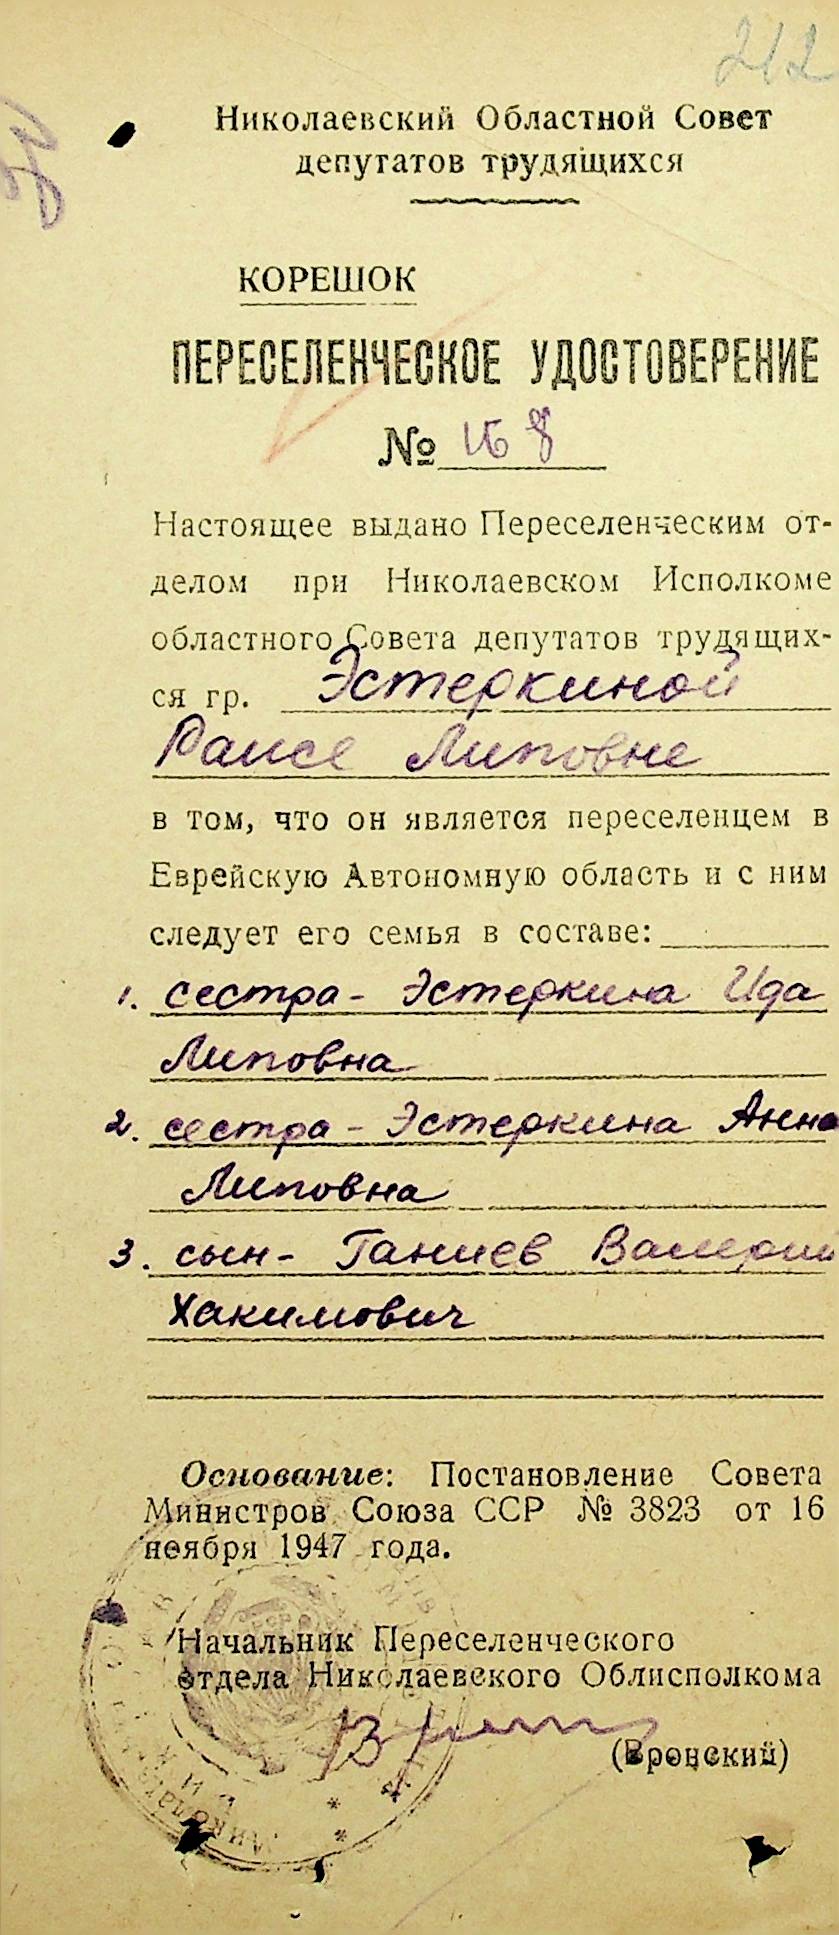 212
Николаевский Областной Совет
депутатов трудящихся
КОРЕШОК
ПЕРЕСЕЛЕНЧЕСКОЕ УДОСТОВЕРЕНИЕ
№ 168
Настоящее выдано Переселенческим от-
делом при Николаевском Исполкоме
областного Совета депутатов трудящих-
ся гр. Эстеркиной
Раисе Липовне
в том, что он является переселенцем в
Еврейскую Автономную область и с ним
следует его семья в составе:
1. сестра - Эстеркина Ида
Липовна
2. сестра - Эстеркина Анна
Липовна
3. сын - Ганиев Валерий
Хакимович
Основание: Постановление Совета
Министров Союза ССР № 3823 от 16
ноября 1947 года.
Начальник Переселенческого
отдела Николаевского Облисполкома
(Вронский)